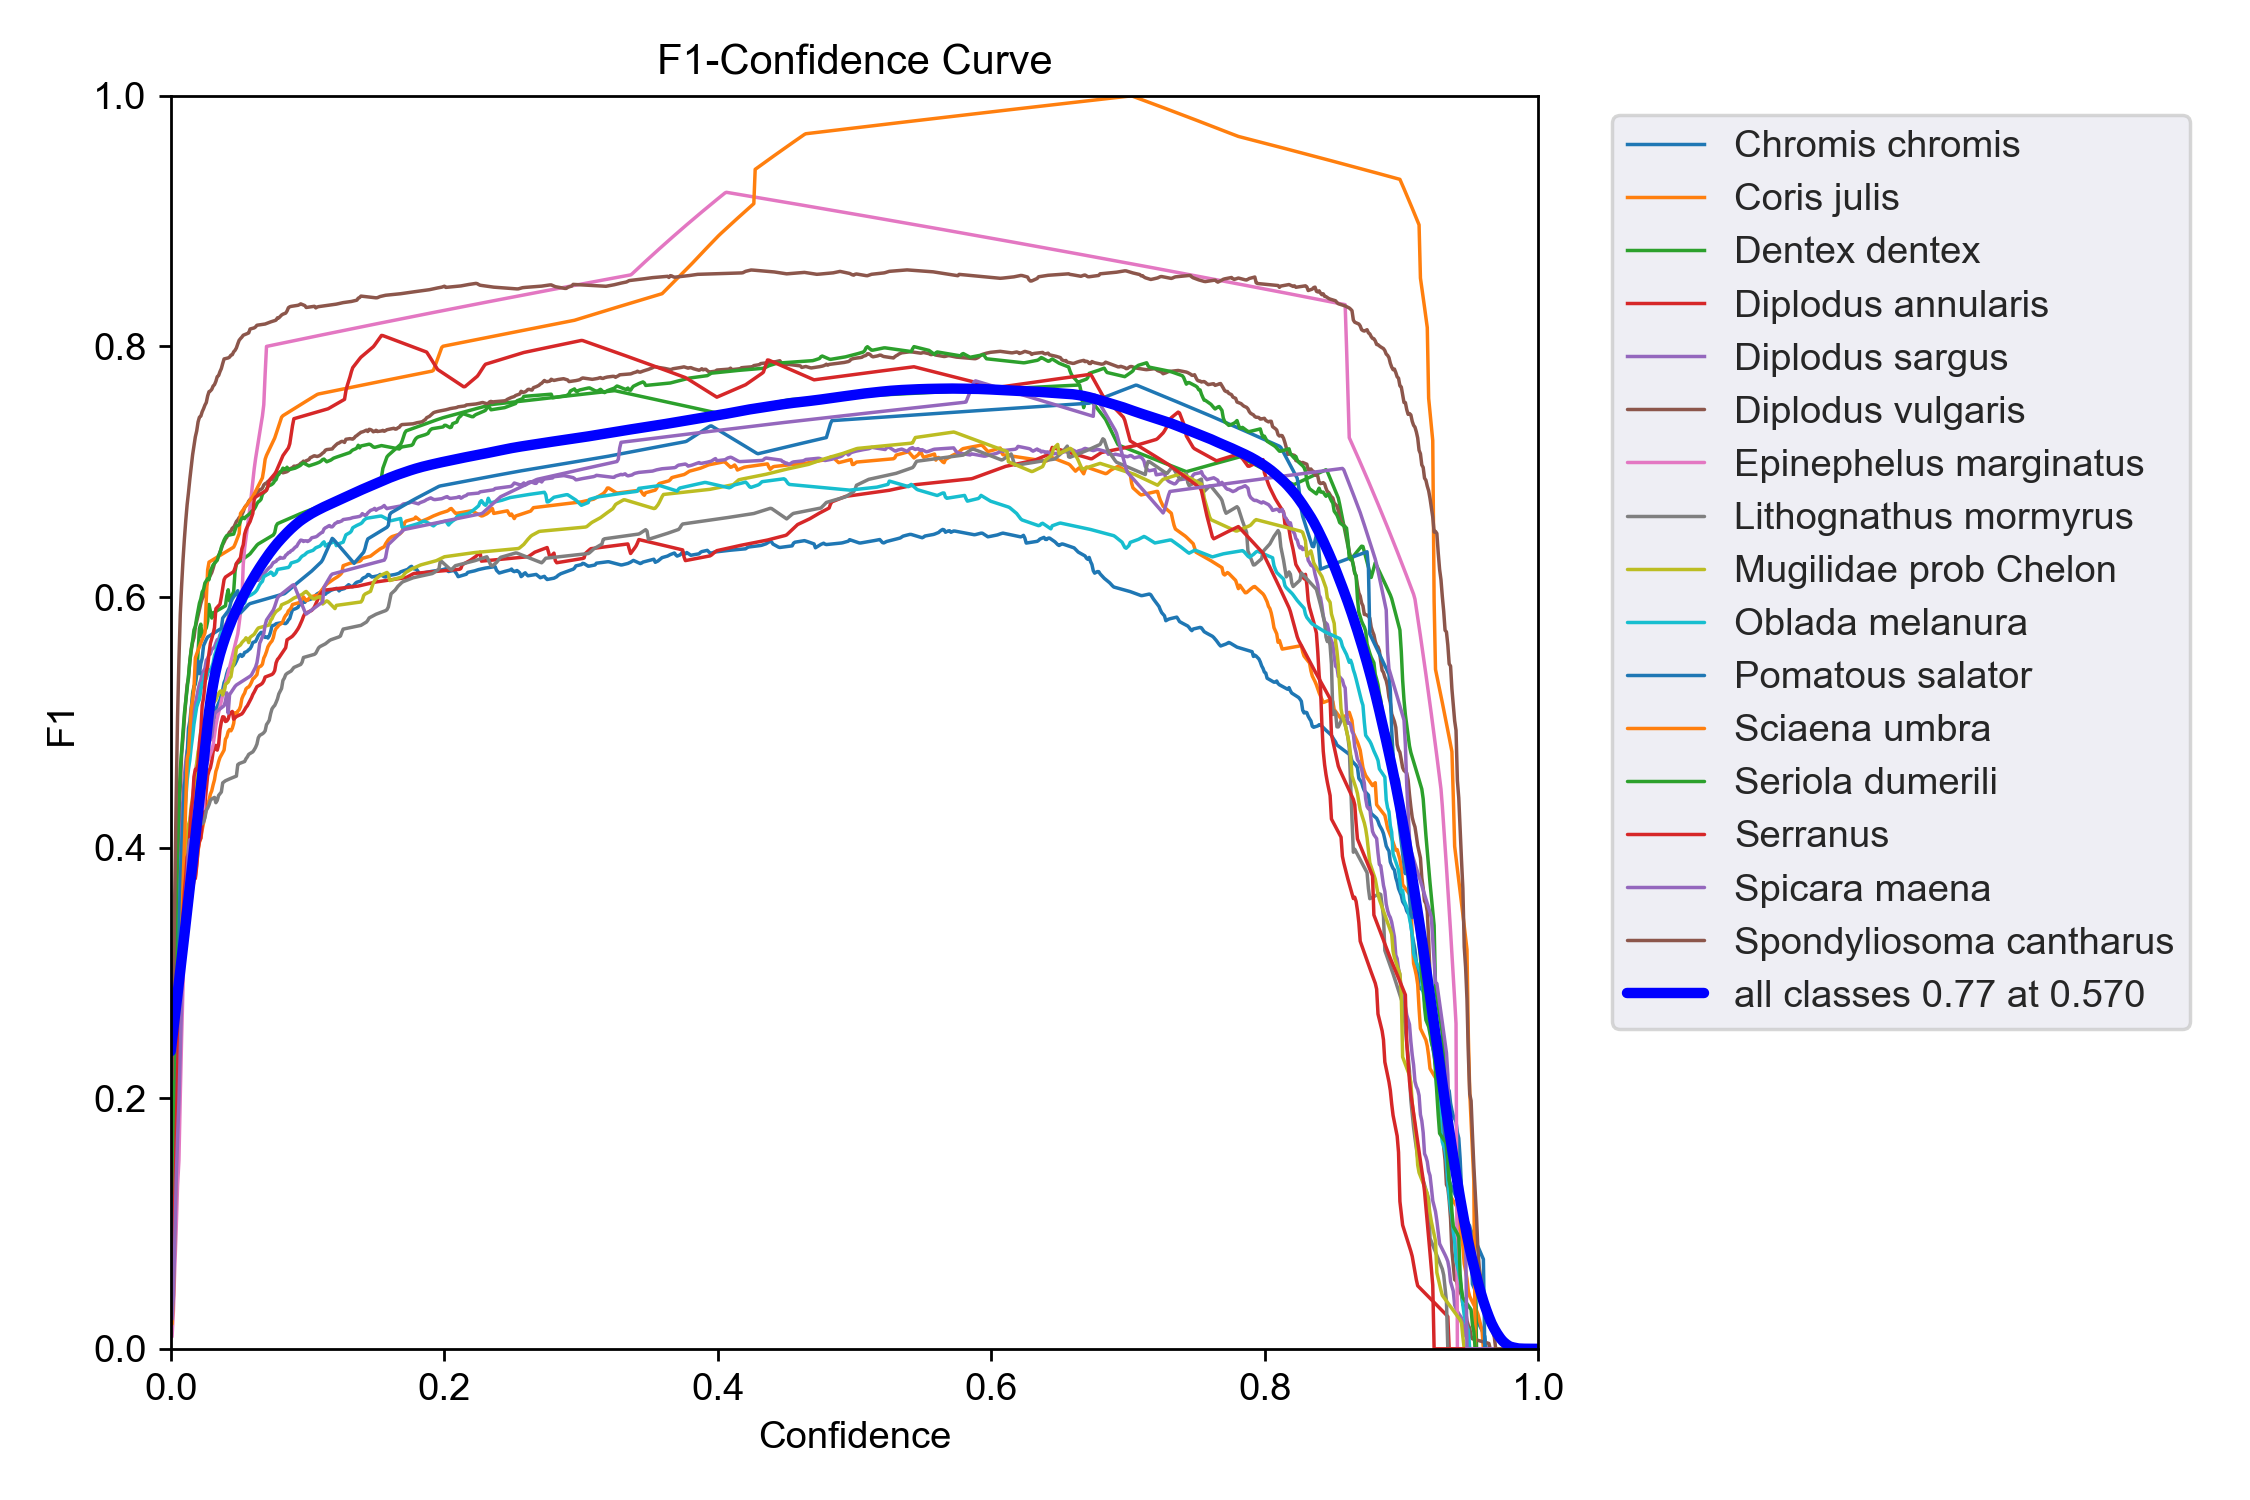 F1-Confidence Curve
1.0
0.8
0.6
0.4
0.2
0.0
F1
0.0 0.2 0.4 0.6 0.8 1.0
Confidence
Chromis chromis
Coris julis
Dentex dentex
Diplodus annularis
Diplodus sargus
Diplodus vulgaris
Epinephelus marginatus
Lithognathus mormyrus
Mugilidae prob Chelon
Oblada melanura
Pomatous salator
Sciaena umbra
Seriola dumerili
Serranus
Spicara maena
Spondyliosoma cantharus
all classes 0.77 at 0.570